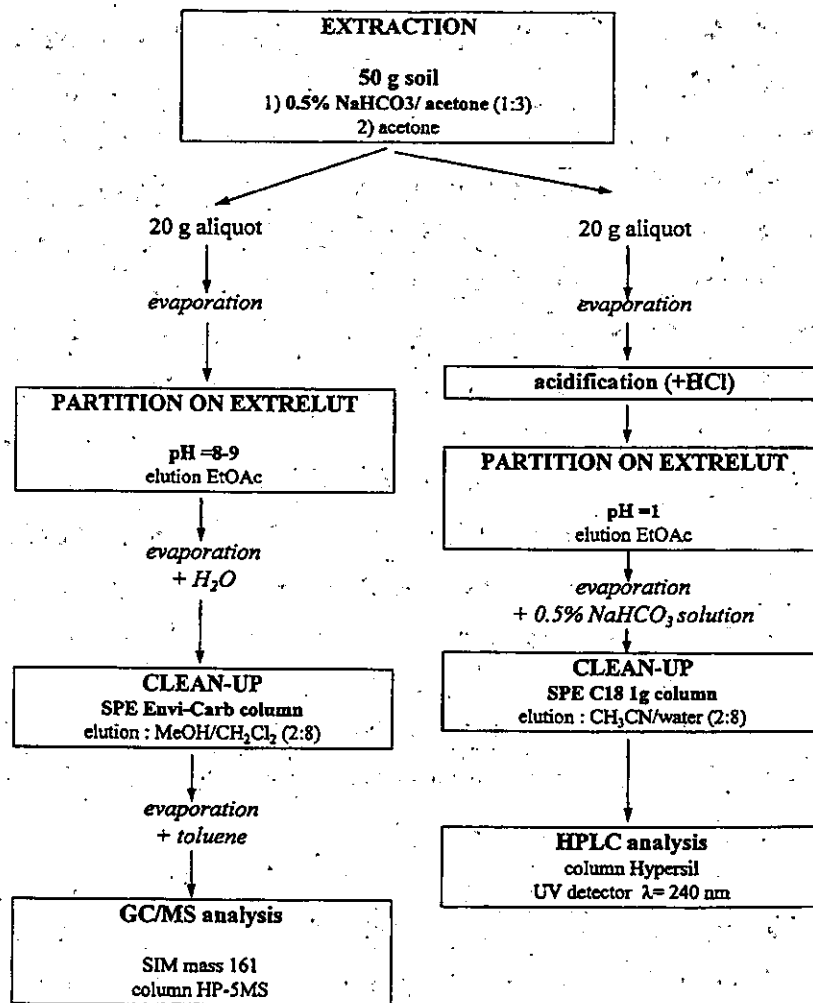 EXTRACTION
50 g soil
1) 0.5% NaHCO3/ acetone (1:3)
2) acetone
20 g aliquot
evaporation
PARTITION ON EXTRELUT
pH =8-9
elution EtOAc
evaporation
+ H₂O
CLEAN-UP
SPE Envi-Carb column
elution : MeOH/CH₂Cl₂ (2:8)
evaporation
+ toluene
GC/MS analysis
SIM mass 161
column HP-5MS
20 g aliquot
evaporation
acidification (+HCl)
PARTITION ON EXTRELUT
pH =1
elution EtOAc
evaporation
+ 0.5% NaHCO₃ solution
CLEAN-UP
SPE C18 1g column
elution : CH₃CN/water (2:8)
HPLC analysis
column Hypersil
UV detector λ= 240 nm